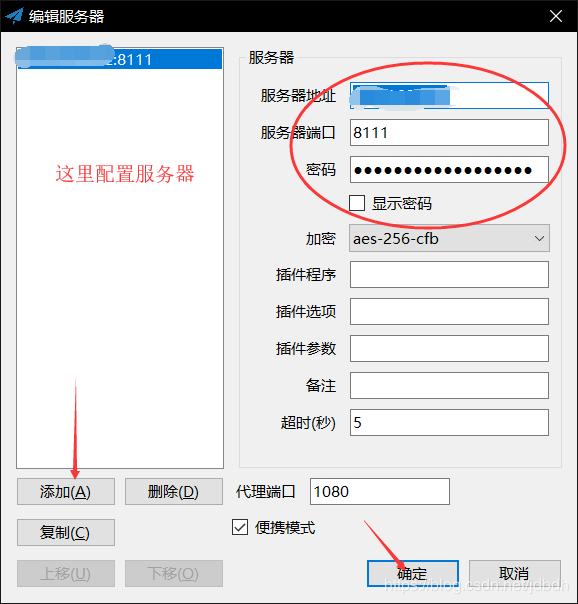 编辑服务器
:8111
服务器
服务器地址
服务器端口 8111
这里配置服务器
密码 ●●●●●●●●●●●●●●●●●●
显示密码
加密 aes-256-cfb
插件程序
插件选项
插件参数
备注
超时(秒) 5
添加(A) 删除(D) 代理端口 1080
复制(C) 便携模式
上移(U) 下移(O) 确定 取消
https://blog.csdn.net/jdbdh